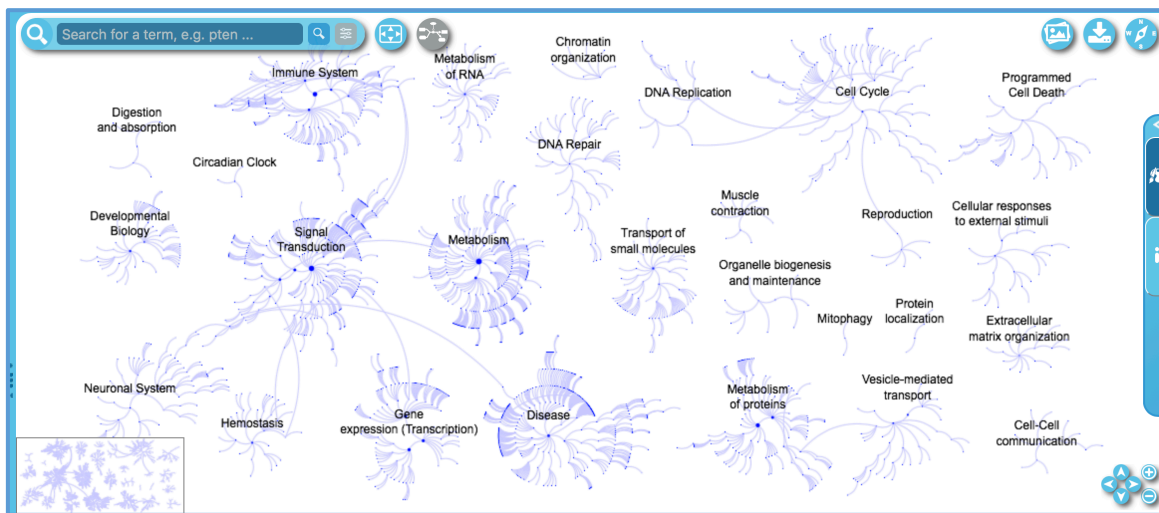 Search for a term, e.g. pten ...
N
W
E
S
Immune System
Metabolism
of RNA
Chromatin
organization
DNA Replication
Cell Cycle
Programmed
Cell Death
Digestion
and absorption
Circadian Clock
DNA Repair
Developmental
Biology
Signal
Transduction
Metabolism
Transport of
small molecules
Muscle
contraction
Reproduction
Cellular responses
to external stimuli
Organelle biogenesis
and maintenance
Mitophagy
Protein
localization
Extracellular
matrix organization
Neuronal System
Hemostasis
Gene
expression (Transcription)
Disease
Metabolism
of proteins
Vesicle-mediated
transport
Cell-Cell
communication